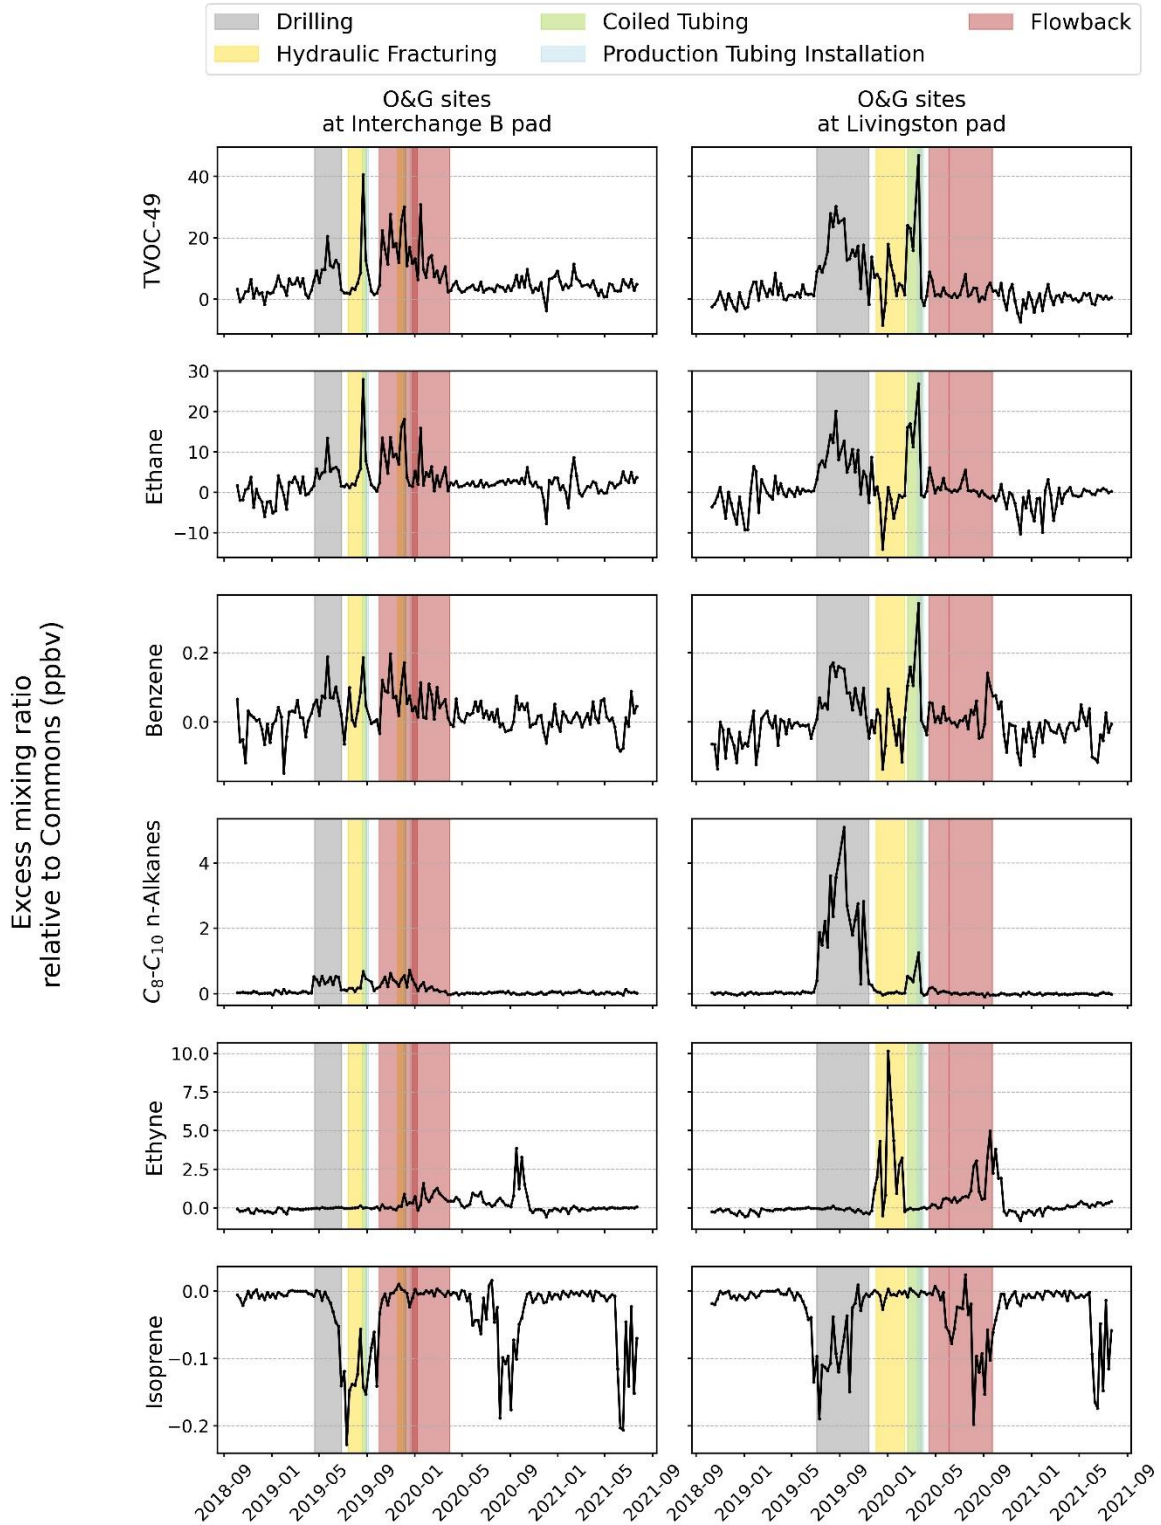 Drilling
Coiled Tubing
Flowback
Hydraulic Fracturing
Production Tubing Installation
O&G sites
at Interchange B pad
O&G sites
at Livingston pad
Excess mixing ratio
relative to Commons (ppbv)
TVOC-49
40
20
0
Ethane
30
20
10
0
−10
Benzene
0.2
0.0
C₈-C₁₀ n-Alkanes
4
2
0
Ethyne
10.0
7.5
5.0
2.5
0.0
Isoprene
0.0
−0.1
−0.2
2018-09
2019-01
2019-05
2019-09
2020-01
2020-05
2020-09
2021-01
2021-05
2021-09
2018-09
2019-01
2019-05
2019-09
2020-01
2020-05
2020-09
2021-01
2021-05
2021-09